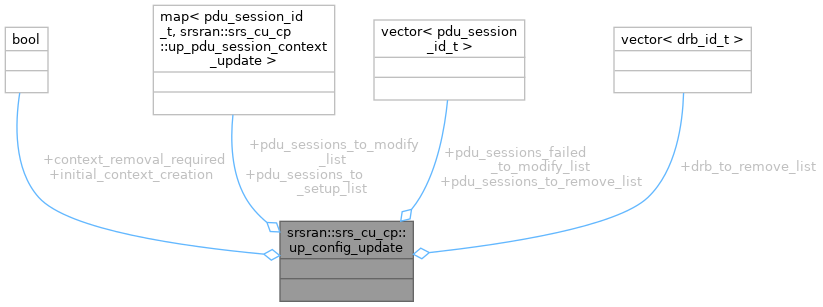 bool
map< pdu_session_id
_t, srsran::srs_cu_cp
::up_pdu_session_context
_update >
vector< pdu_session
_id_t >
vector< drb_id_t >
+context_removal_required
+initial_context_creation
+pdu_sessions_to_modify
_list
+pdu_sessions_to
_setup_list
+pdu_sessions_failed
_to_modify_list
+pdu_sessions_to_remove_list
+drb_to_remove_list
srsran::srs_cu_cp::
up_config_update